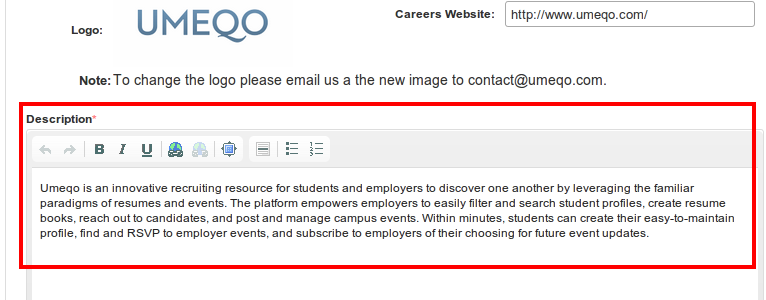 Careers Website: http://www.umeqo.com/
Logo: UMEQO
Note: To change the logo please email us a the new image to contact@umeqo.com.
Description*
B I U
Umeqo is an innovative recruiting resource for students and employers to discover one another by leveraging the familiar
paradigms of resumes and events. The platform empowers employers to easily filter and search student profiles, create resume
books, reach out to candidates, and post and manage campus events. Within minutes, students can create their easy-to-maintain
profile, find and RSVP to employer events, and subscribe to employers of their choosing for future event updates.